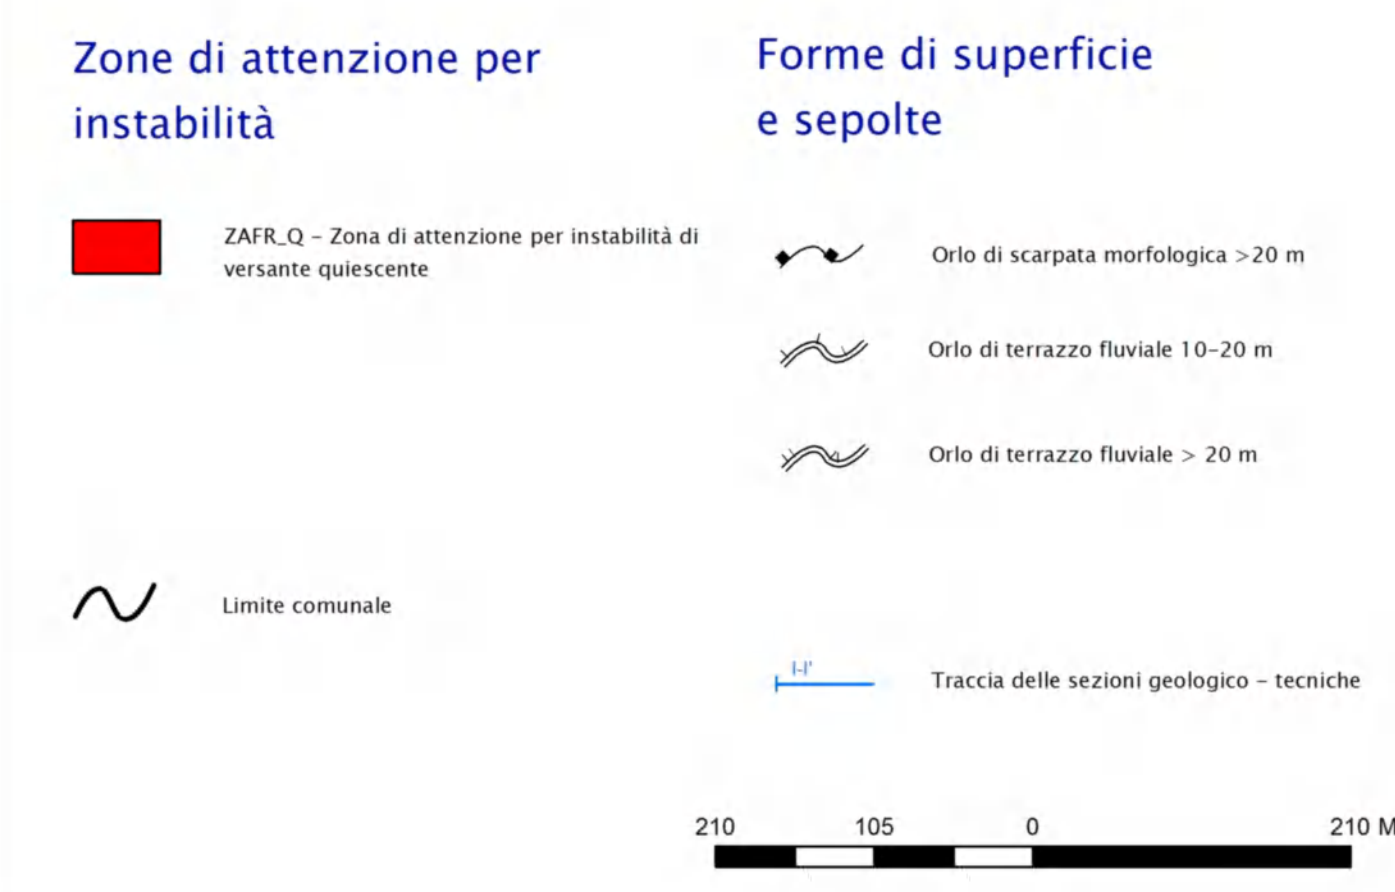 Zone di attenzione per
instabilità
ZAFR_Q – Zona di attenzione per instabilità di
versante quiescente
Limite comunale
Forme di superficie
e sepolte
Orlo di scarpata morfologica >20 m
Orlo di terrazzo fluviale 10–20 m
Orlo di terrazzo fluviale > 20 m
I-I'
Traccia delle sezioni geologico – tecniche
210 105 0 210 M